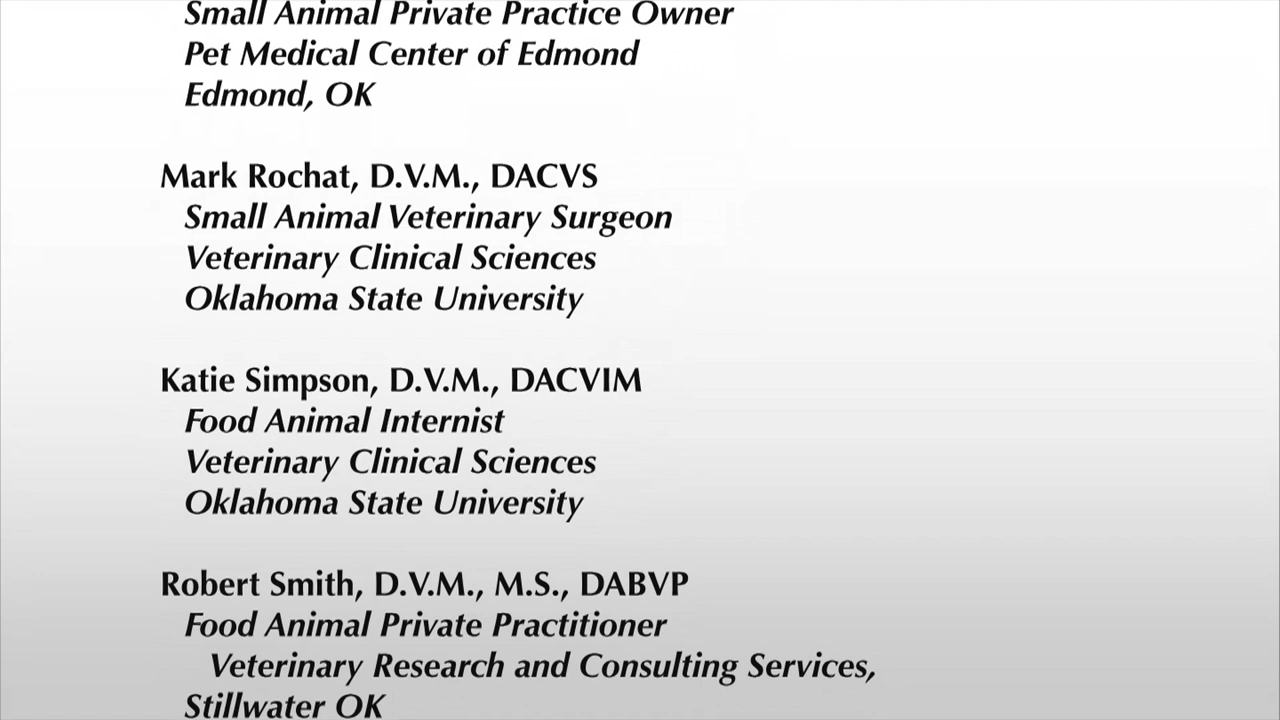 Small Animal Private Practice Owner
Pet Medical Center of Edmond
Edmond, OK
Mark Rochat, D.V.M., DACVS
Small Animal Veterinary Surgeon
Veterinary Clinical Sciences
Oklahoma State University
Katie Simpson, D.V.M., DACVIM
Food Animal Internist
Veterinary Clinical Sciences
Oklahoma State University
Robert Smith, D.V.M., M.S., DABVP
Food Animal Private Practitioner
Veterinary Research and Consulting Services,
Stillwater OK